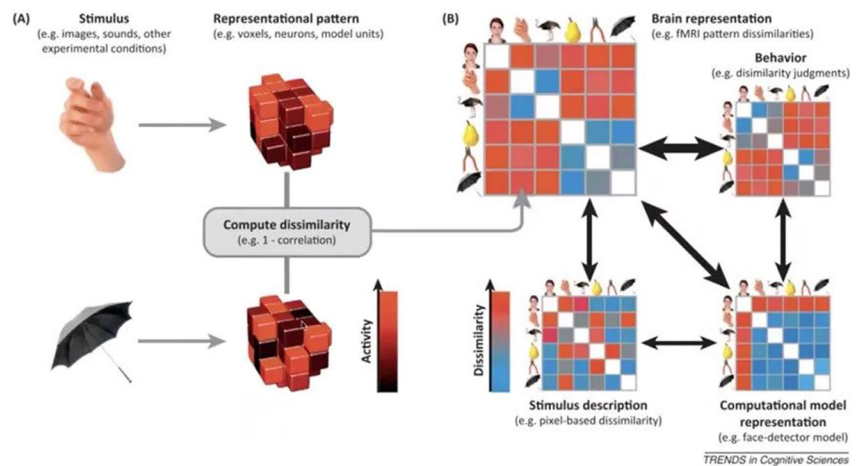 (A)
Stimulus
(e.g. images, sounds, other
experimental conditions)
Representational pattern
(e.g. voxels, neurons, model units)
Compute dissimilarity
(e.g. 1 - correlation)
Activity
(B)
Brain representation
(e.g. fMRI pattern dissimilarities)
Behavior
(e.g. disimilarity judgments)
Dissimilarity
Stimulus description
(e.g. pixel-based dissimilarity)
Computational model
representation
(e.g. face-detector model)
TRENDS in Cognitive Sciences